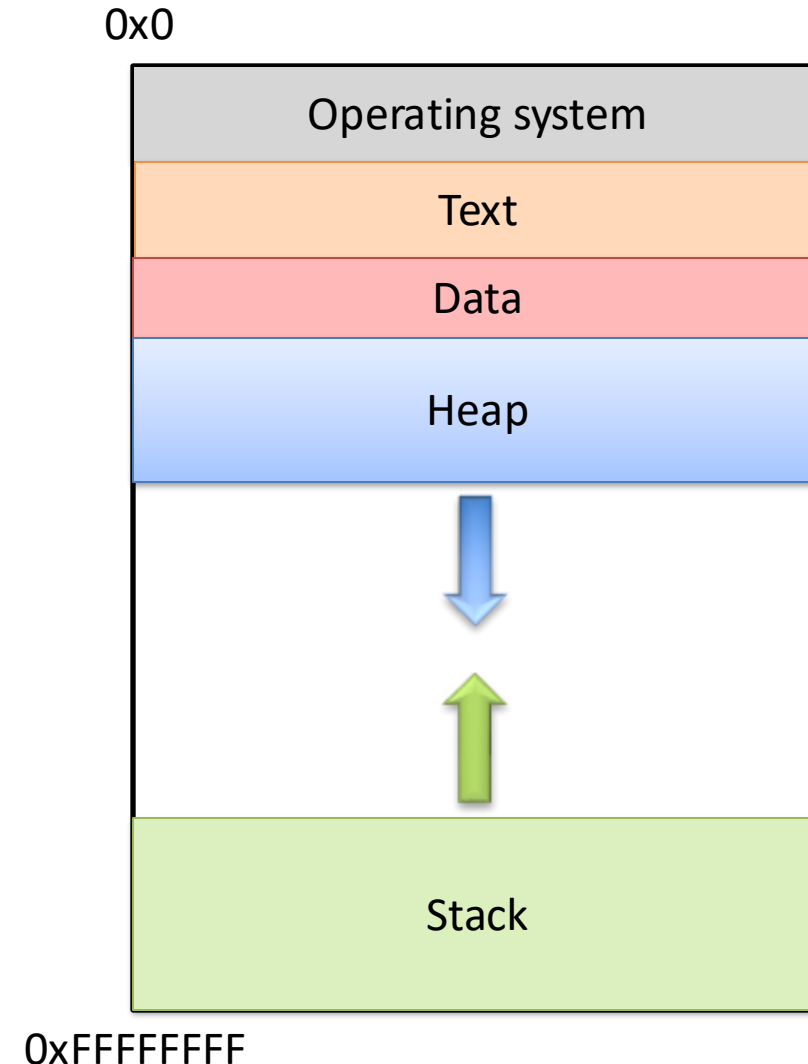 0x0
Operating system
Text
Data
Heap
Stack
0xFFFFFFFF